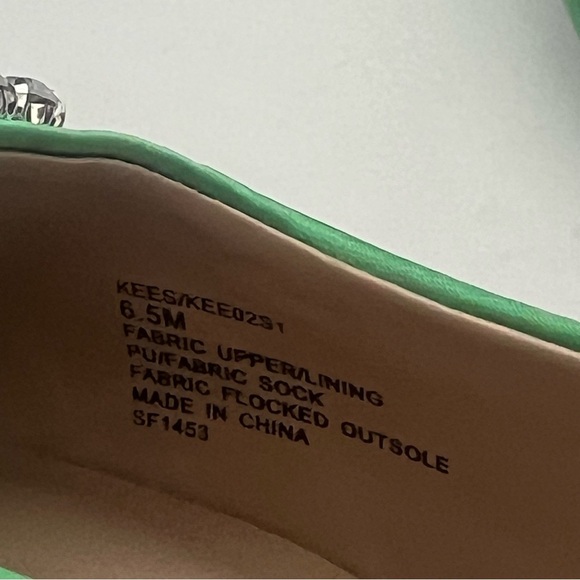 KEES/KEE02S1
6.5M
FABRIC UPPER/LINING
PU/FABRIC SOCK
FABRIC FLOCKED OUTSOLE
MADE IN CHINA
SF1453